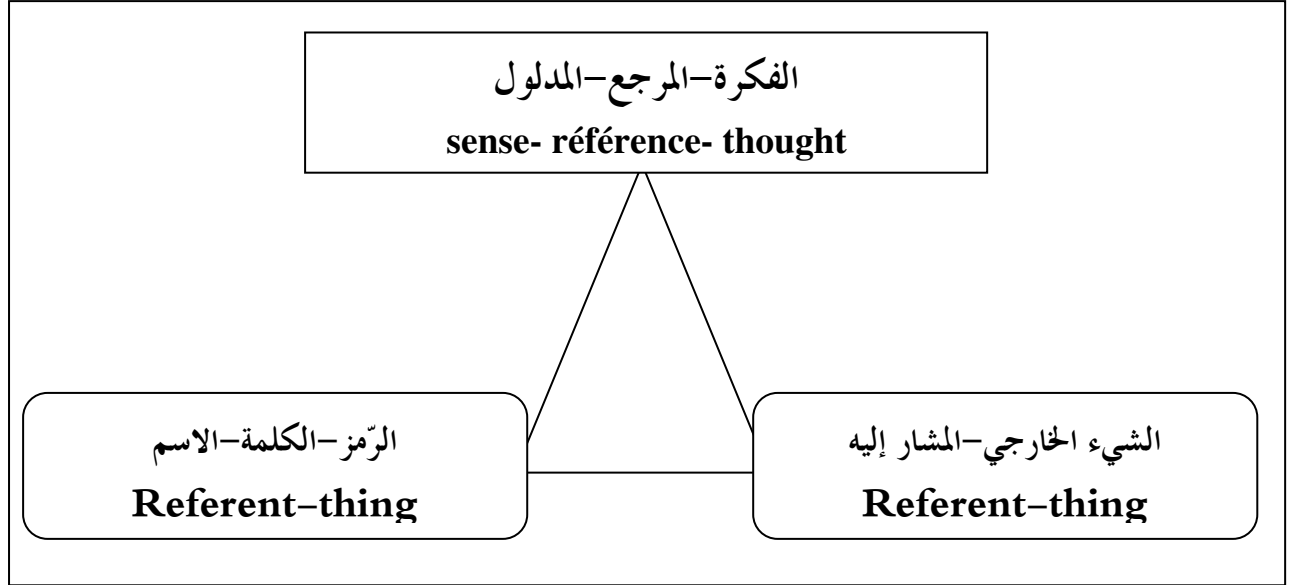 الفكرة–المرجع–المدلول
sense- référence- thought
الرّمز–الكلمة–الاسم
Referent–thing
الشيء الخارجي–المشار إليه
Referent–thing